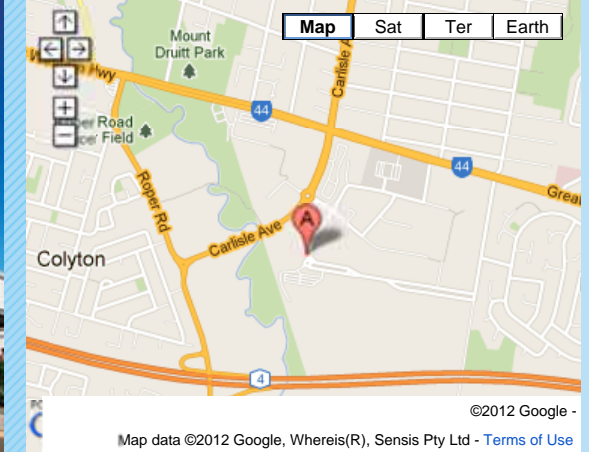 Map Sat Ter Earth
Mount
Druitt Park
Hwy
Carlisle A
44
Road
Field
44
Great
Roper Rd
A
Carlisle Ave
Colyton
4
©2012 Google -
Map data ©2012 Google, Whereis(R), Sensis Pty Ltd - Terms of Use